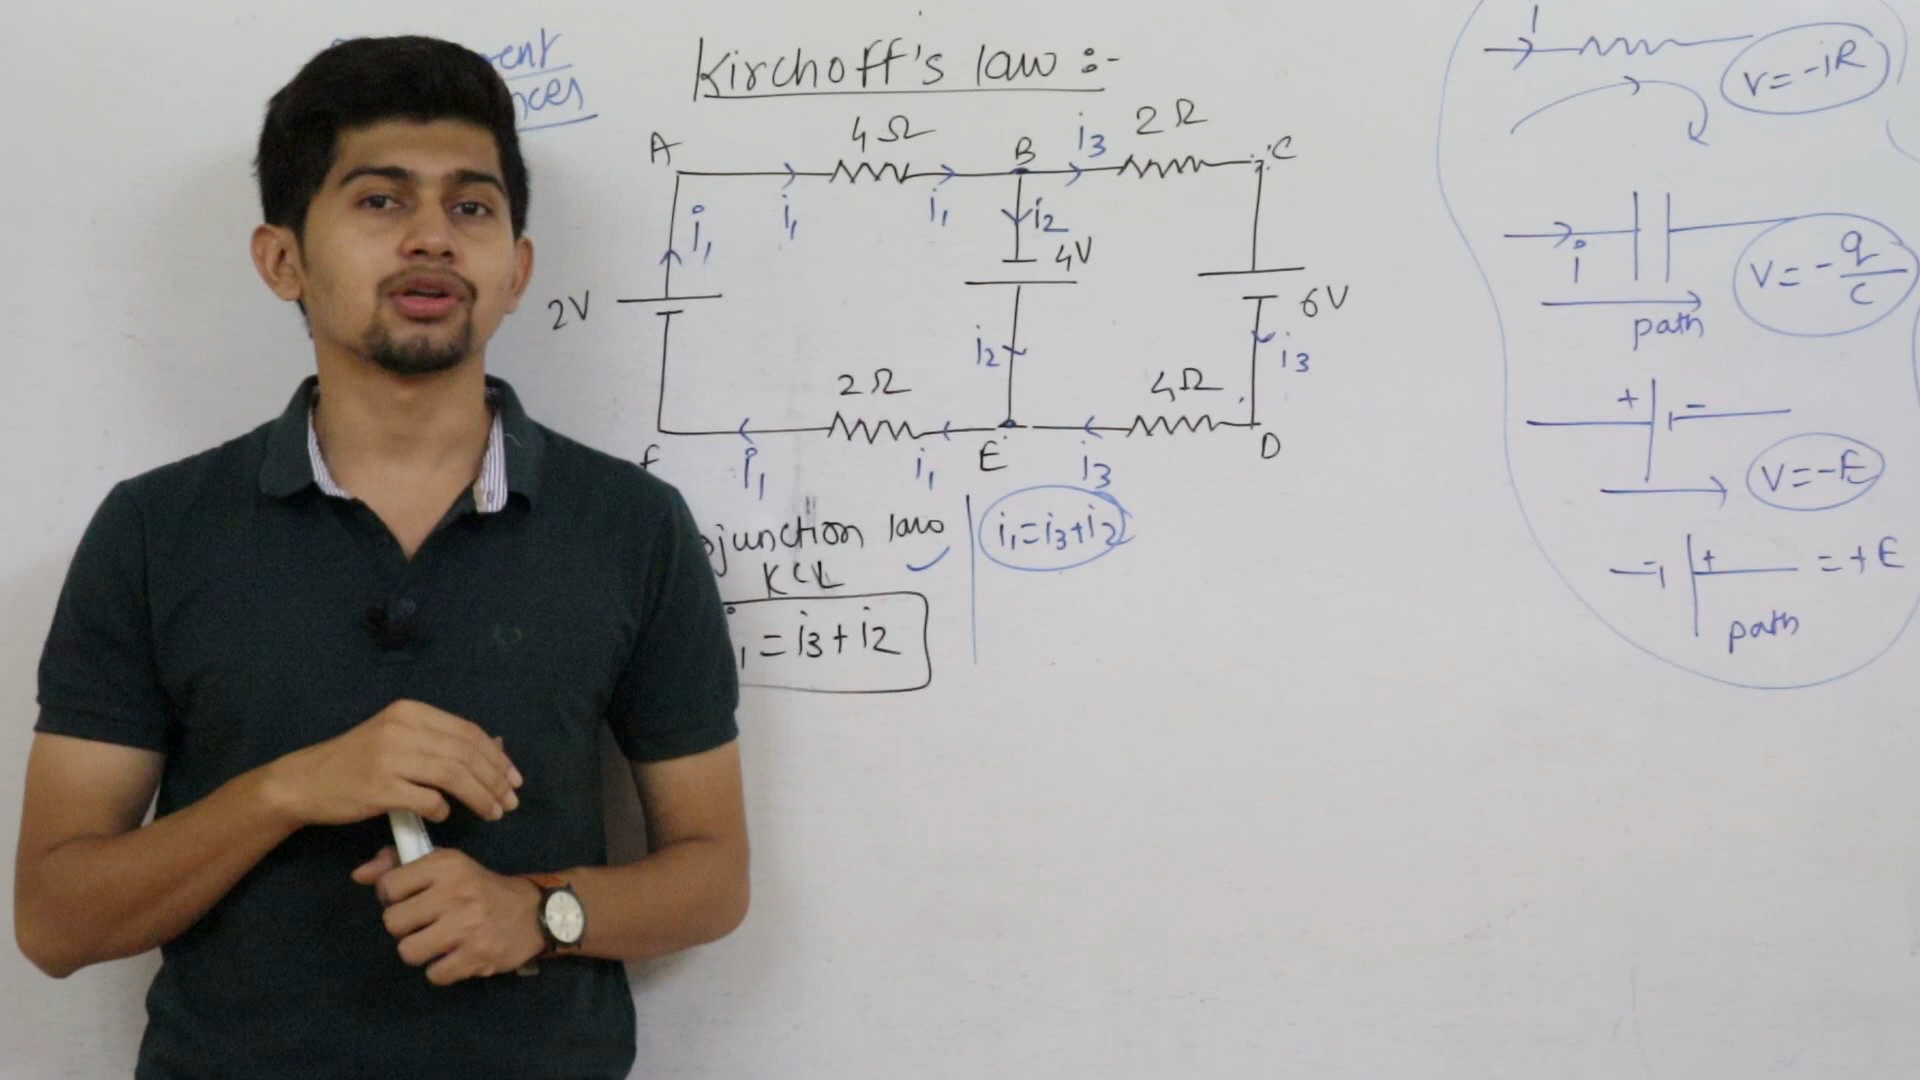 Kirchoff's law :-
A
4Ω
B
i3
2Ω
C
i1
i1
i1
i2
4V
2V
6V
i2
i3
2Ω
4Ω
F
i1
i1
E
i3
D
junction law
KCL
i1 = i3 + i2
i1 = i3 + i2
i
V = -iR
i
V = -q/C
path
+ -
V = -E
- + = +E
path